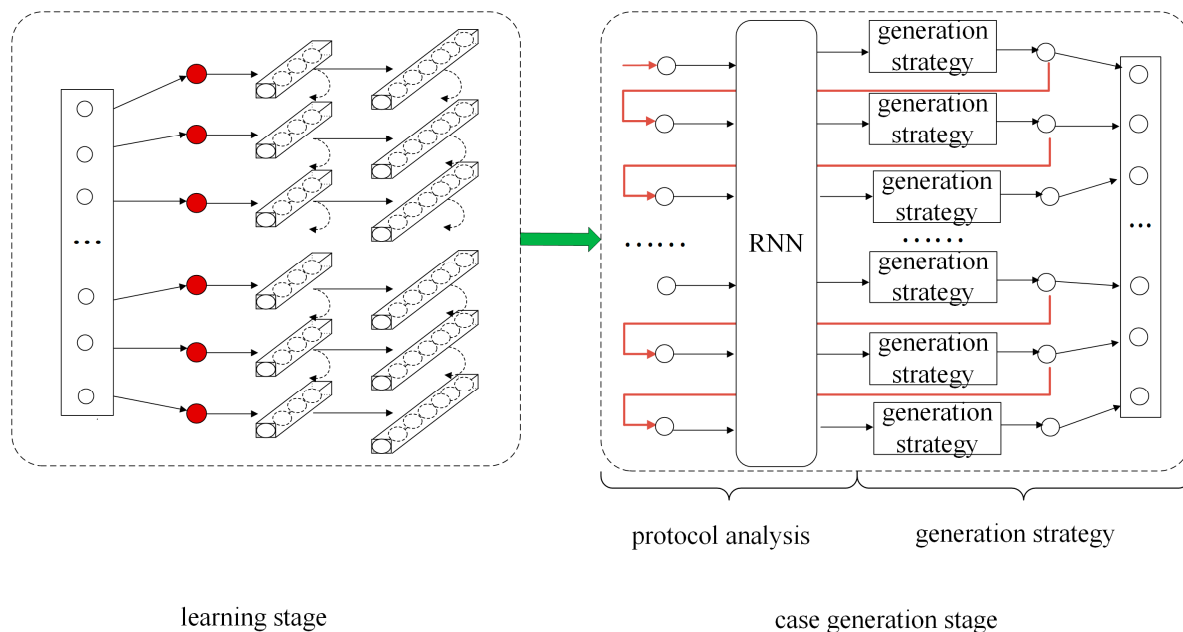 generation
strategy
generation
strategy
generation
strategy
...
......
......
...
RNN
generation
strategy
generation
strategy
generation
strategy
protocol analysis
generation strategy
learning stage
case generation stage